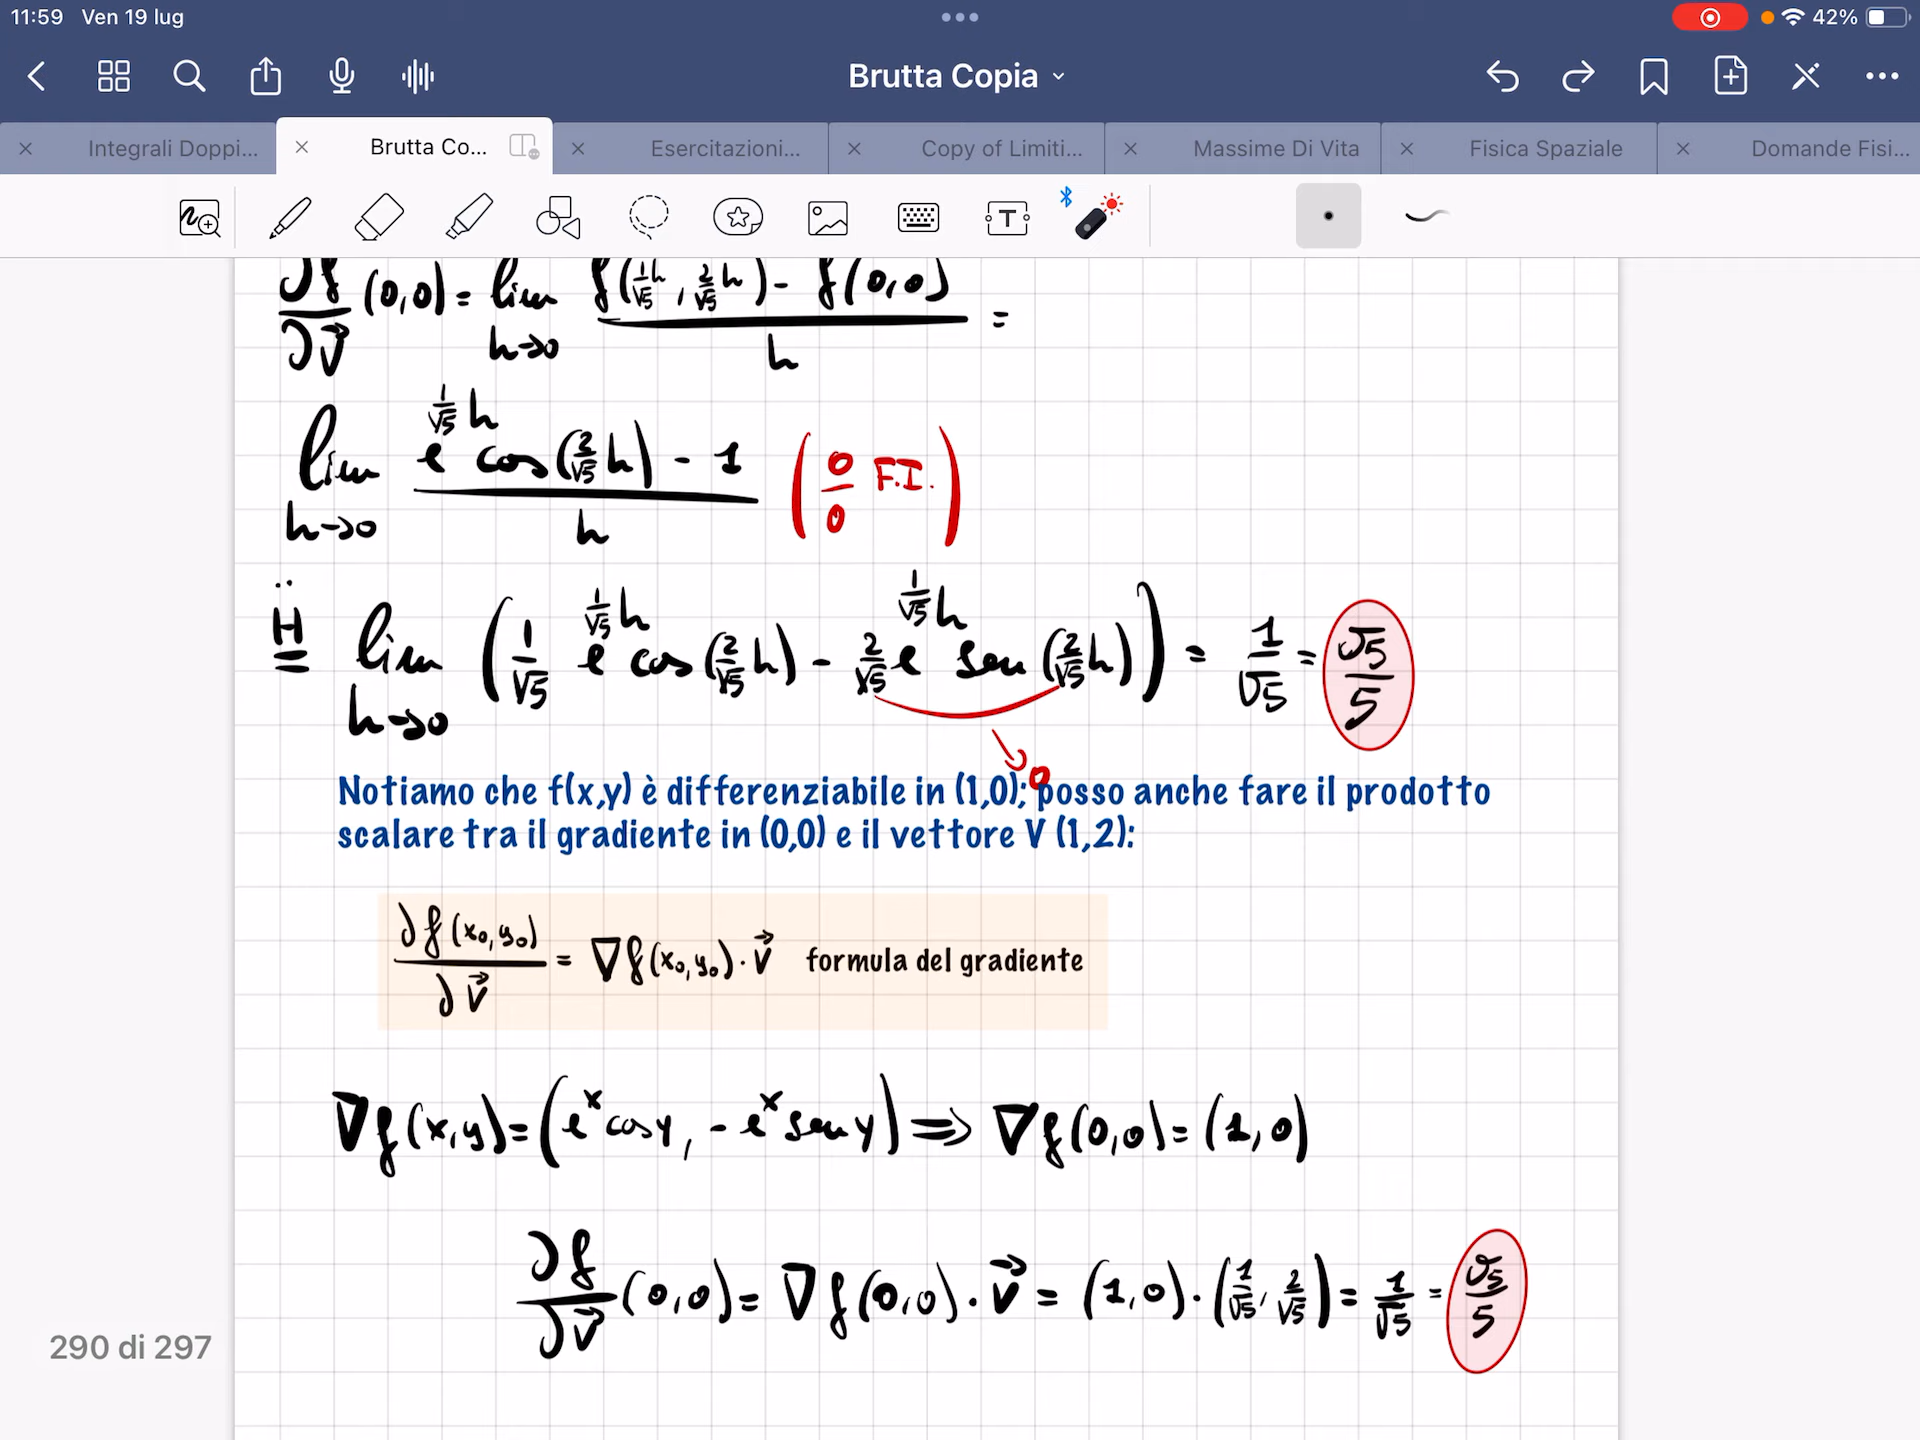 11:59 Ven 19 lug
42%
Brutta Copia
Integrali Doppi...
Brutta Co...
Esercitazioni...
Copy of Limiti...
Massime Di Vita
Fisica Spaziale
Domande Fisi...
∂f/∂v⃗ (0,0) = lim h→0 (f(1/√5 h, 2/√5 h) - f(0,0))/h =
lim h→0 (e^(1/√5 h) cos(2/√5 h) - 1)/h (0/0 F.I.)
Ḧ= lim h→0 (1/√5 e^(1/√5 h) cos(2/√5 h) - 2/√5 e^(1/√5 h) sen(2/√5 h)) = 1/√5 = √5/5
→0
Notiamo che f(x,y) è differenziabile in (1,0); posso anche fare il prodotto
scalare tra il gradiente in (0,0) e il vettore V (1,2):
∂f(x₀,y₀)/∂v⃗ = ∇f(x₀,y₀)·v⃗ formula del gradiente
∇f(x,y) = (e^x cosy, -e^x sen y) => ∇f(0,0) = (1,0)
∂f/∂v⃗ (0,0) = ∇f(0,0)·v⃗ = (1,0)·(1/√5, 2/√5) = 1/√5 = √5/5
290 di 297